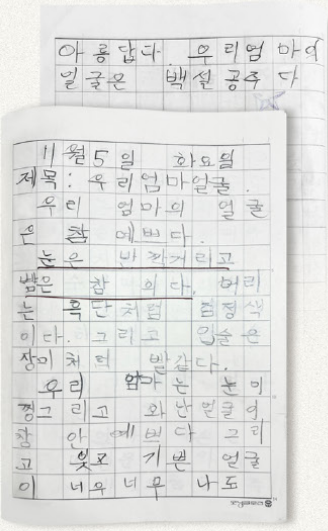 아름답다. 우리엄마의
얼굴은 백설공주다
11월5일 화요일
제목: 우리엄마얼굴.
우리 엄마의 얼굴
은 참 예쁘다.
눈은 반짝거리고
밤은 참 희다. 머리
는 흑단처럼 검정색
이다. 그리고 입술은
장미처럼 빨갑다.
우리 엄마는 눈이
찡그리고 화난얼굴이
참 안 예쁘다 그리
고 웃고 기쁜 얼굴
이 너무너무 나도